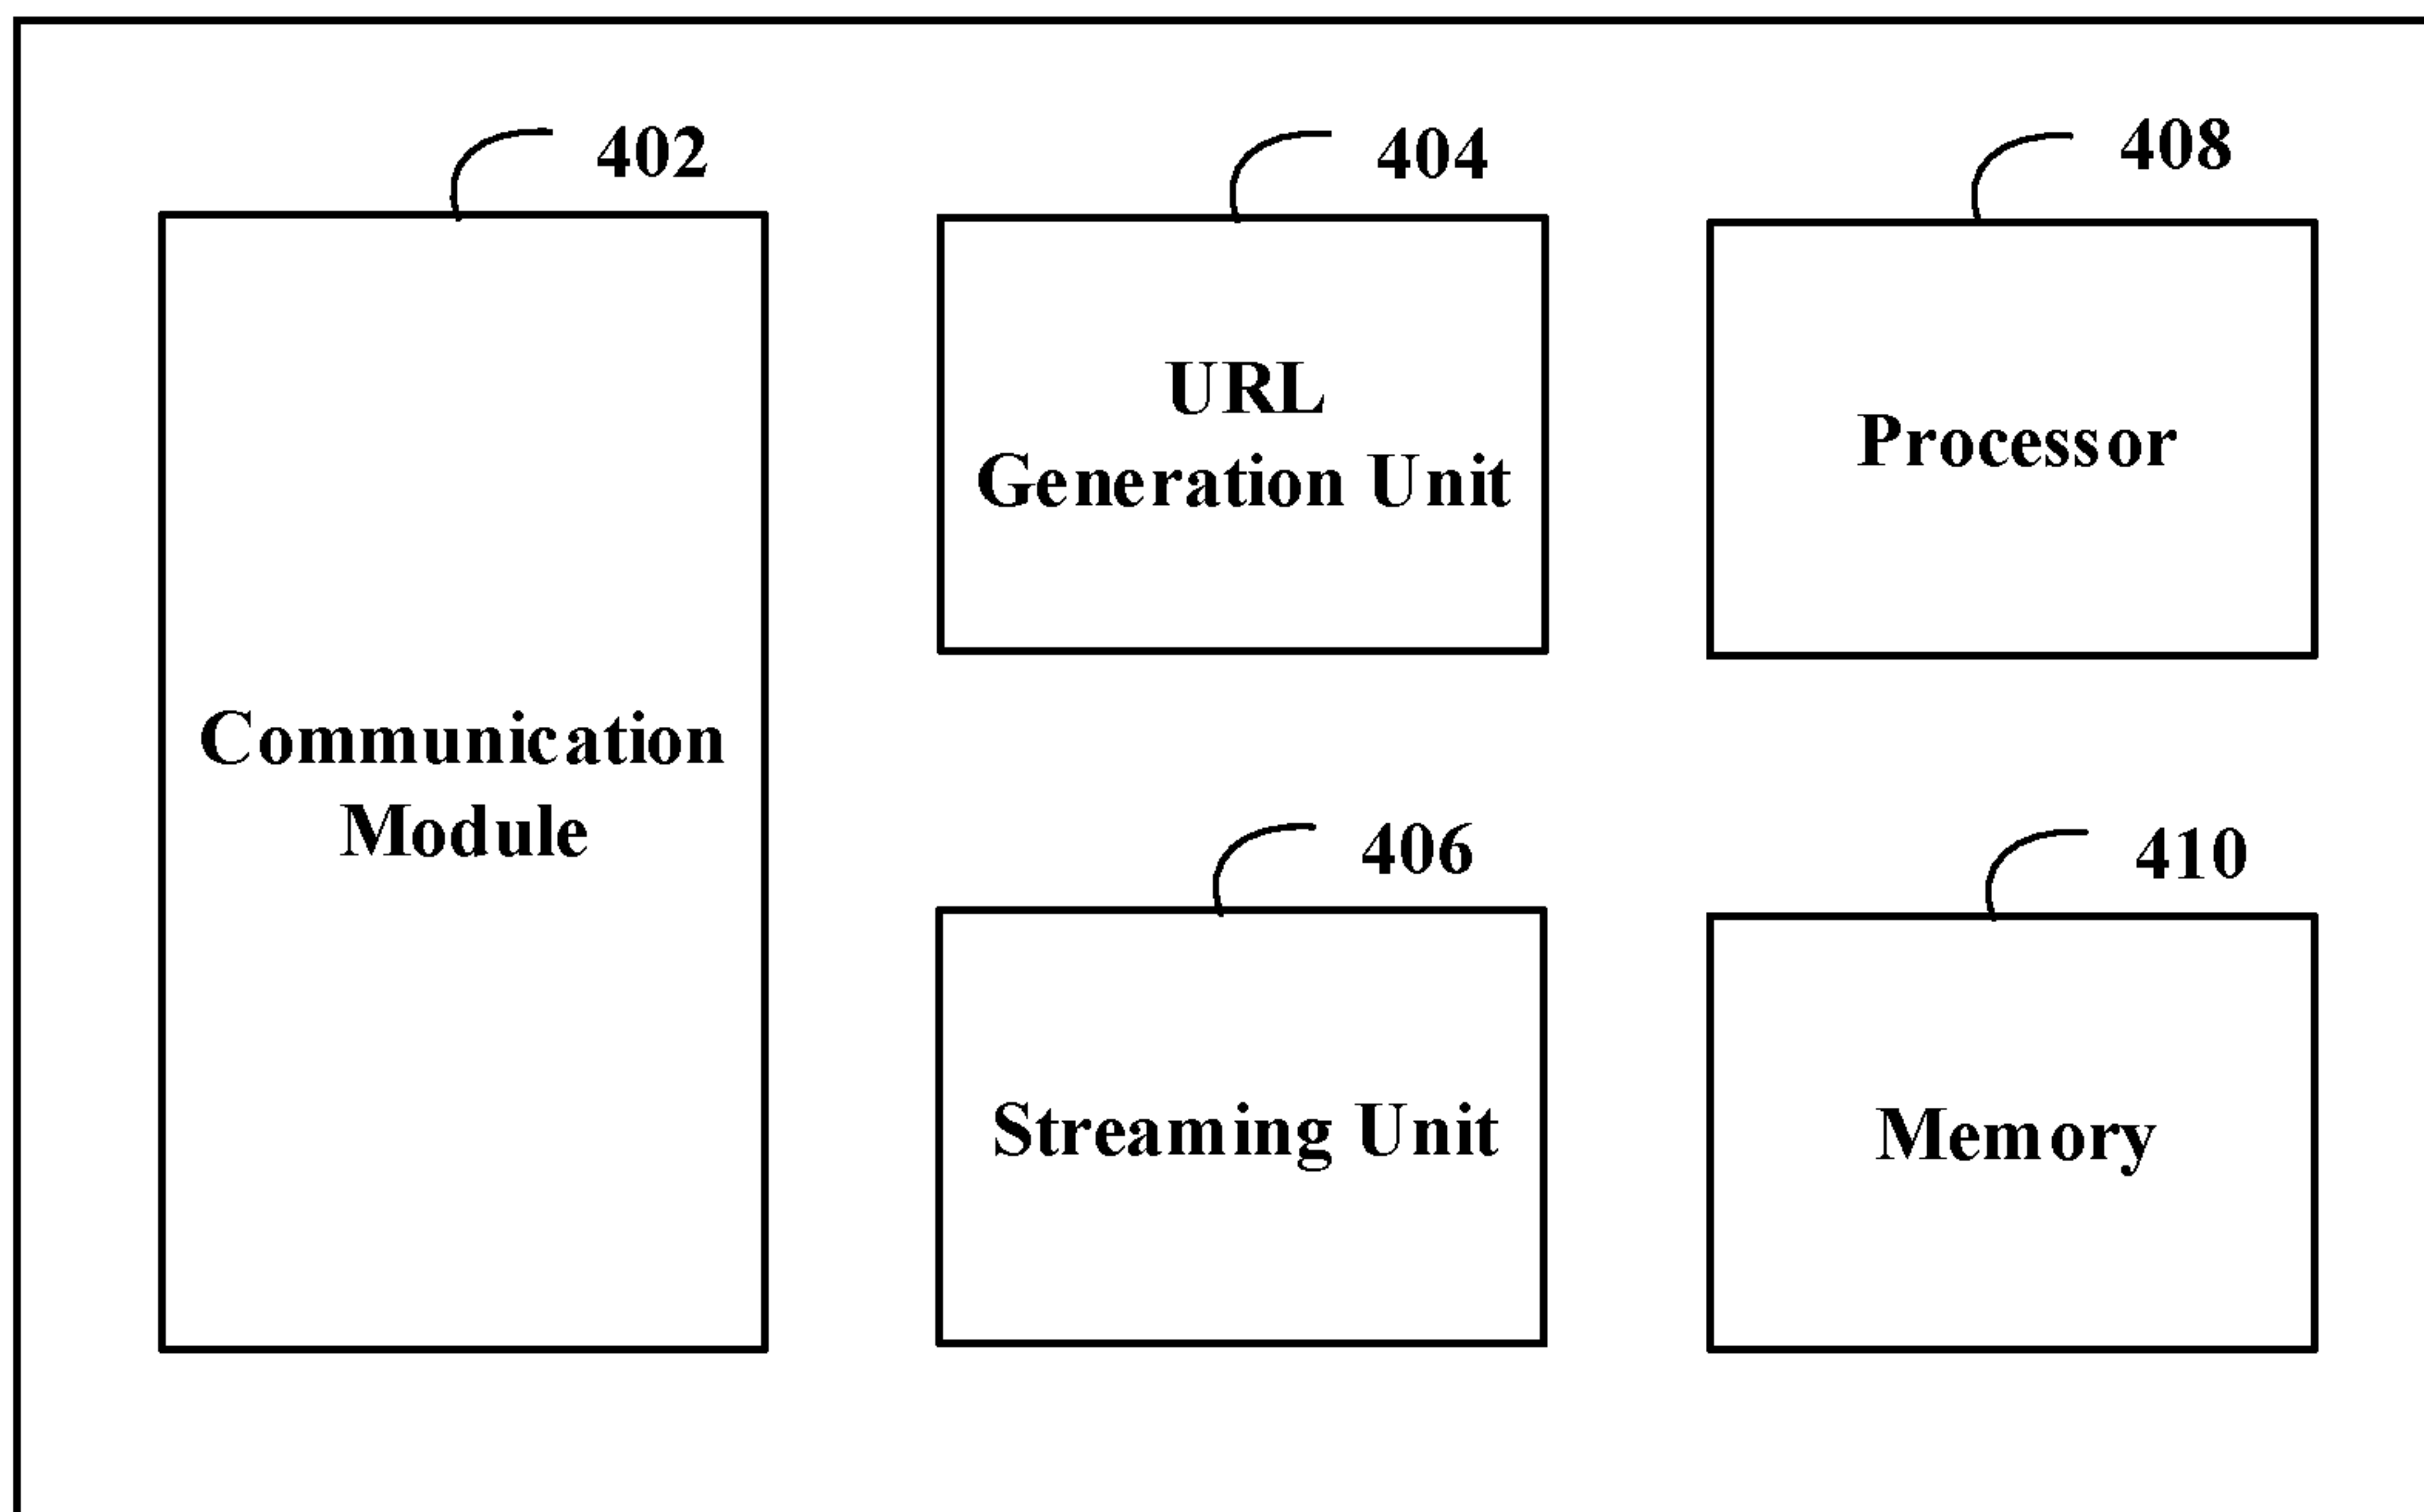 402
Communication
Module
404
URL
Generation Unit
408
Processor
406
Streaming Unit
410
Memory